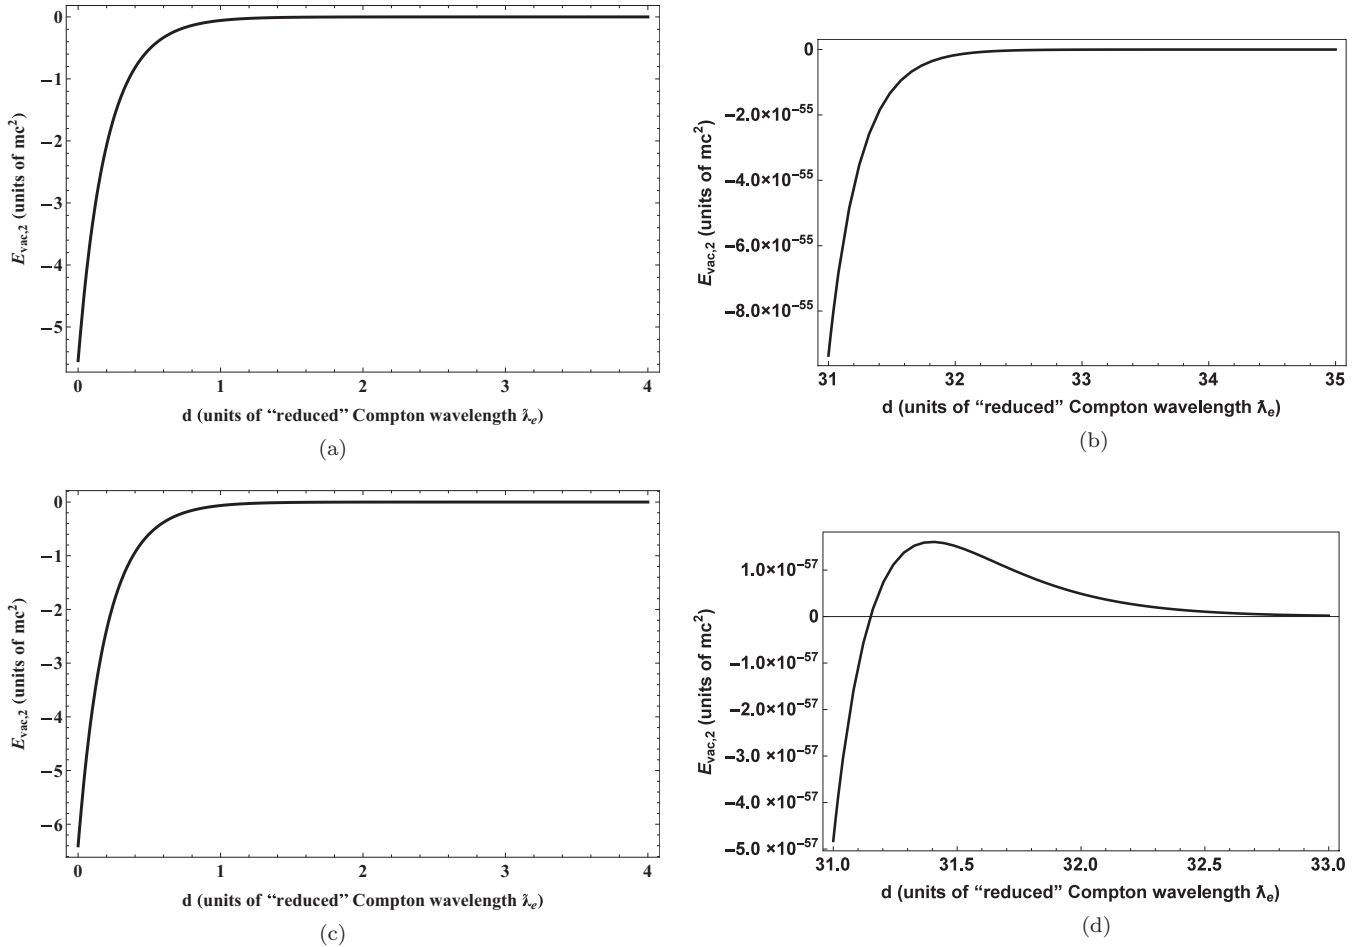 0
−1
−2
−3
−4
−5
E_vac,2 (units of mc²)
0 1 2 3 4
d (units of “reduced” Compton wavelength ƛ_e)
(a)
0
−2.0×10⁻⁵⁵
−4.0×10⁻⁵⁵
−6.0×10⁻⁵⁵
−8.0×10⁻⁵⁵
E_vac,2 (units of mc²)
31 32 33 34 35
d (units of “reduced” Compton wavelength ƛ_e)
(b)
0
−1
−2
−3
−4
−5
−6
E_vac,2 (units of mc²)
0 1 2 3 4
d (units of “reduced” Compton wavelength ƛ_e)
(c)
1.0×10⁻⁵⁷
0
−1.0×10⁻⁵⁷
−2.0×10⁻⁵⁷
−3.0 ×10⁻⁵⁷
−4.0 ×10⁻⁵⁷
−5.0 ×10⁻⁵⁷
E_vac,2 (units of mc²)
31.0 31.5 32.0 32.5 33.0
d (units of “reduced” Compton wavelength ƛ_e)
(d)